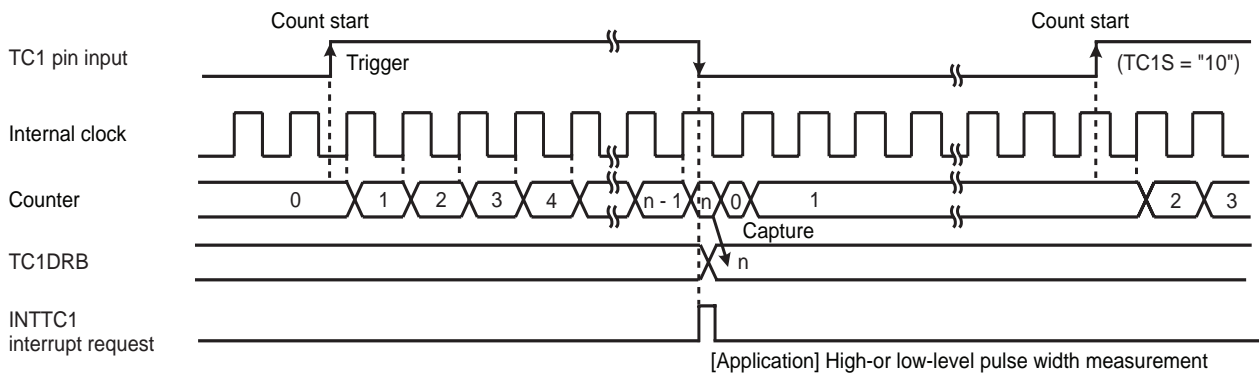 Count start
Count start
TC1 pin input
Trigger
(TC1S = "10")
Internal clock
Counter
0
1
2
3
4
n - 1
n
0
1
2
3
Capture
TC1DRB
n
INTTC1
interrupt request
[Application] High-or low-level pulse width measurement